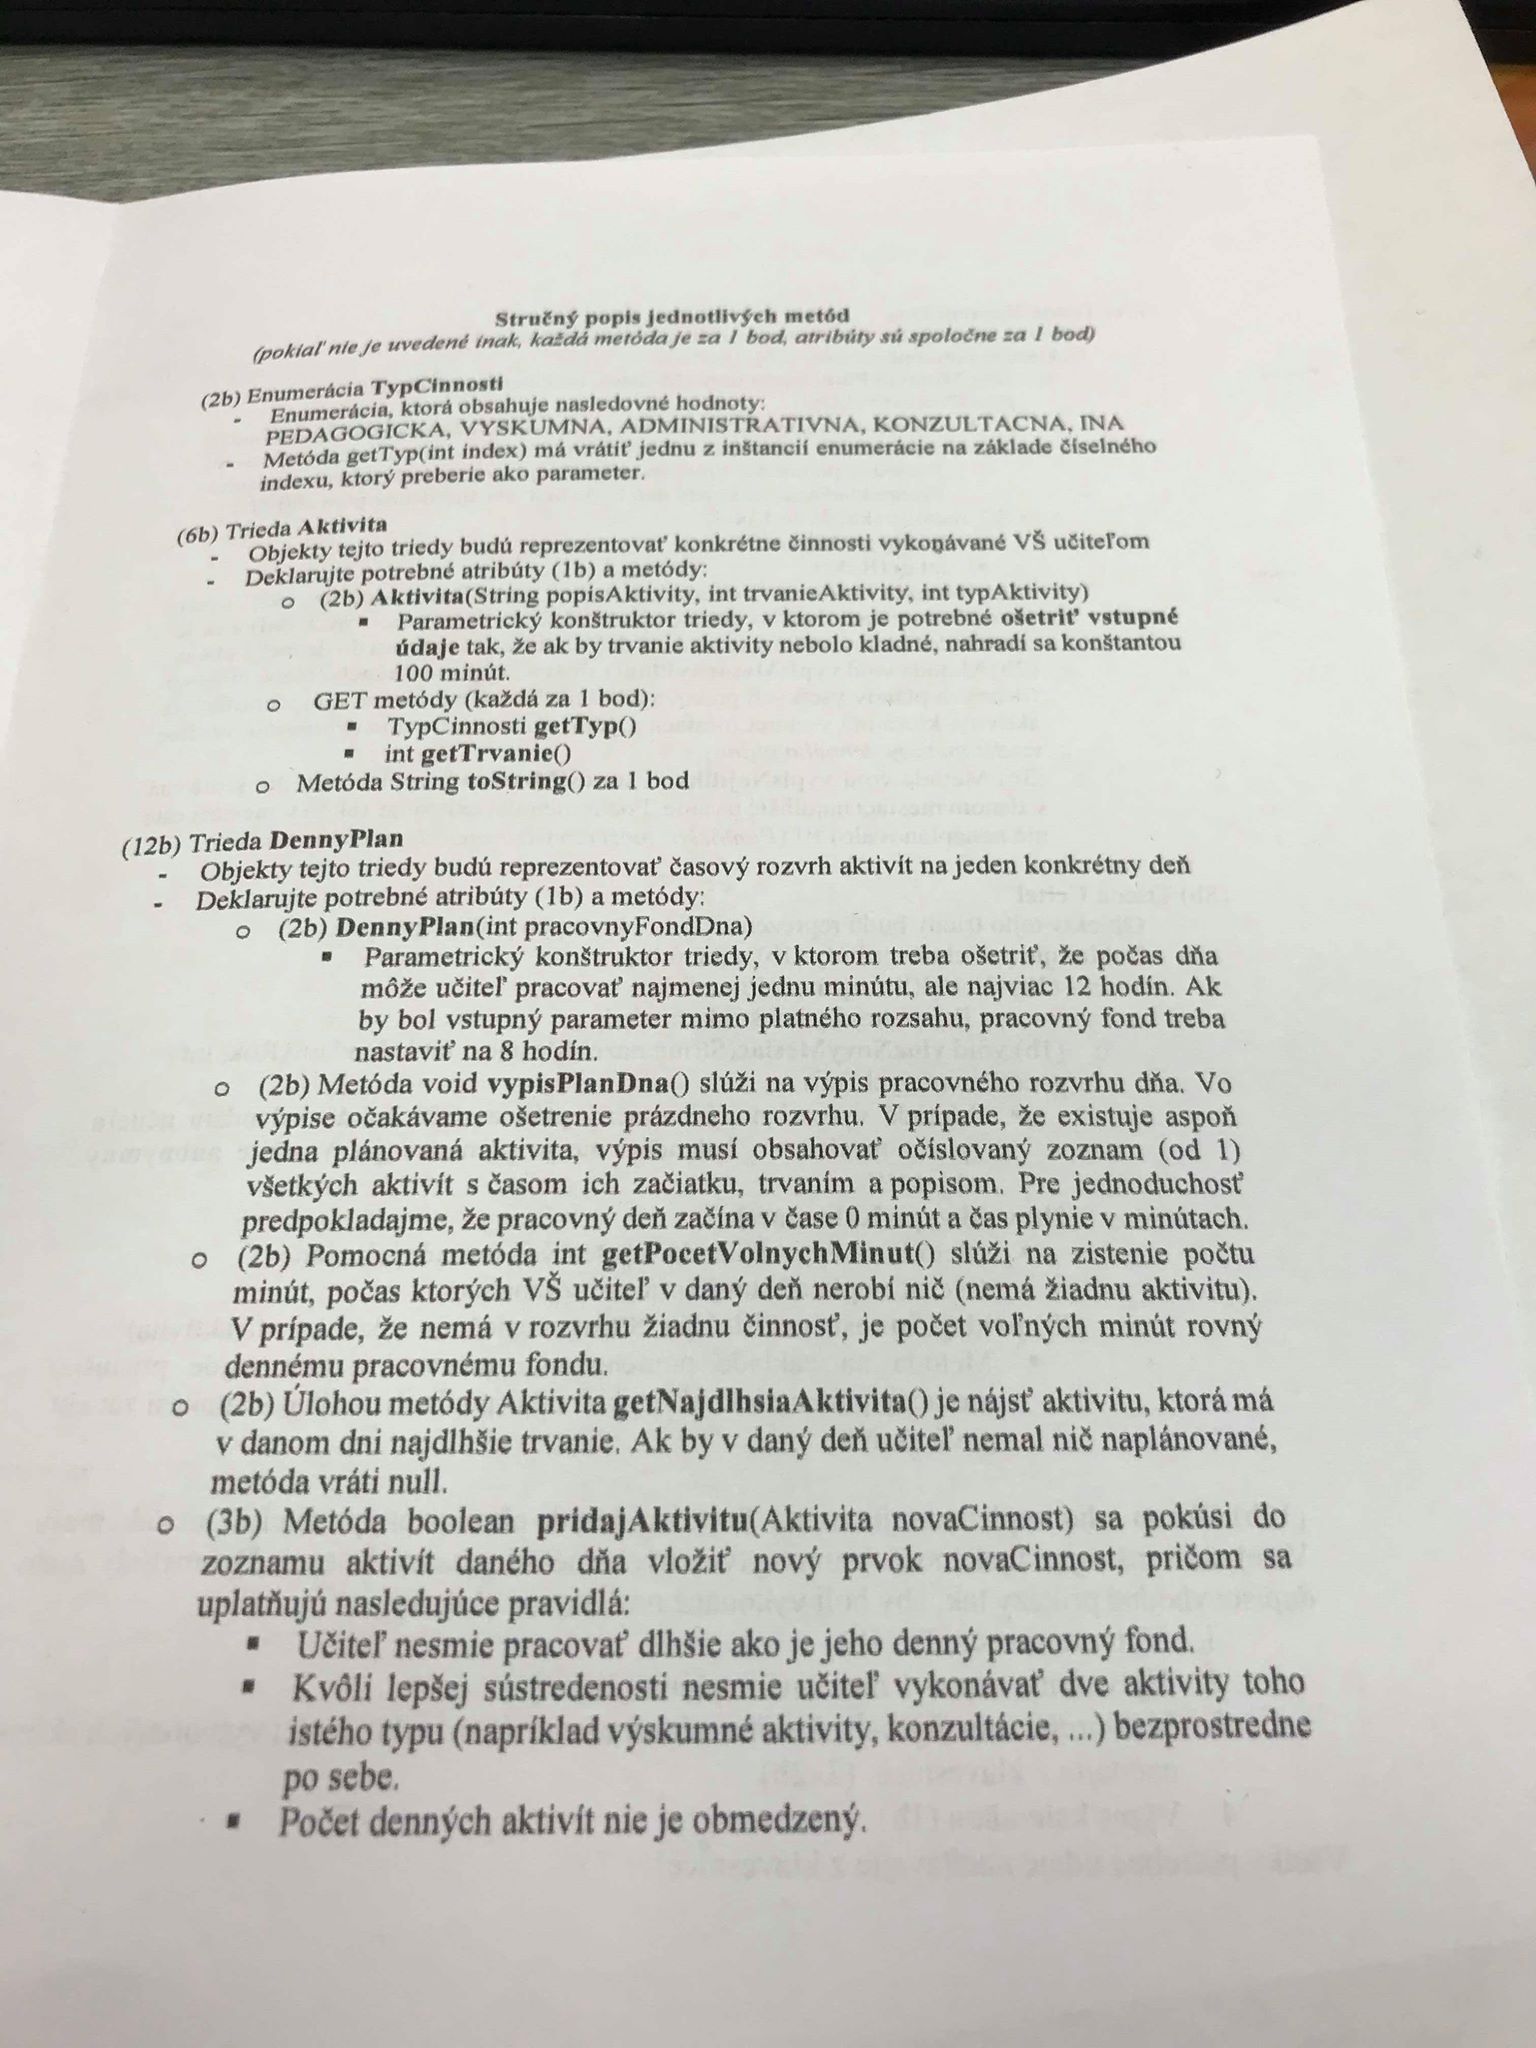 Stručný popis jednotlivých metód
(pokiaľ nie je uvedené inak, každá metóda je za 1 bod, atribúty sú spoločne za 1 bod)
(2b) Enumerácia TypCinnosti
- Enumerácia, ktorá obsahuje nasledovné hodnoty:
PEDAGOGICKA, VYSKUMNA, ADMINISTRATIVNA, KONZULTACNA, INA
- Metóda getTyp(int index) má vrátiť jednu z inštancií enumerácie na základe číselného
indexu, ktorý preberie ako parameter.
(6b) Trieda Aktivita
- Objekty tejto triedy budú reprezentovať konkrétne činnosti vykonávané VŠ učiteľom
- Deklarujte potrebné atribúty (1b) a metódy:
o (2b) Aktivita(String popisAktivity, int trvanieAktivity, int typAktivity)
▪ Parametrický konštruktor triedy, v ktorom je potrebné ošetriť vstupné
údaje tak, že ak by trvanie aktivity nebolo kladné, nahradí sa konštantou
100 minút.
o GET metódy (každá za 1 bod):
▪ TypCinnosti getTyp()
▪ int getTrvanie()
o Metóda String toString() za 1 bod
(12b) Trieda DennyPlan
- Objekty tejto triedy budú reprezentovať časový rozvrh aktivít na jeden konkrétny deň
- Deklarujte potrebné atribúty (1b) a metódy:
o (2b) DennyPlan(int pracovnyFondDna)
▪ Parametrický konštruktor triedy, v ktorom treba ošetriť, že počas dňa
môže učiteľ pracovať najmenej jednu minútu, ale najviac 12 hodín. Ak
by bol vstupný parameter mimo platného rozsahu, pracovný fond treba
nastaviť na 8 hodín.
o (2b) Metóda void vypisPlanDna() slúži na výpis pracovného rozvrhu dňa. Vo
výpise očakávame ošetrenie prázdneho rozvrhu. V prípade, že existuje aspoň
jedna plánovaná aktivita, výpis musí obsahovať očíslovaný zoznam (od 1)
všetkých aktivít s časom ich začiatku, trvaním a popisom. Pre jednoduchosť
predpokladajme, že pracovný deň začína v čase 0 minút a čas plynie v minútach.
o (2b) Pomocná metóda int getPocetVolnychMinut() slúži na zistenie počtu
minút, počas ktorých VŠ učiteľ v daný deň nerobí nič (nemá žiadnu aktivitu).
V prípade, že nemá v rozvrhu žiadnu činnosť, je počet voľných minút rovný
dennému pracovnému fondu.
o (2b) Úlohou metódy Aktivita getNajdlhsiaAktivita() je nájsť aktivitu, ktorá má
v danom dni najdlhšie trvanie. Ak by v daný deň učiteľ nemal nič naplánované,
metóda vráti null.
o (3b) Metóda boolean pridajAktivitu(Aktivita novaCinnost) sa pokúsi do
zoznamu aktivít daného dňa vložiť nový prvok novaCinnost, pričom sa
uplatňujú nasledujúce pravidlá:
▪ Učiteľ nesmie pracovať dlhšie ako je jeho denný pracovný fond.
▪ Kvôli lepšej sústredenosti nesmie učiteľ vykonávať dve aktivity toho
istého typu (napríklad výskumné aktivity, konzultácie, ...) bezprostredne
po sebe.
▪ Počet denných aktivít nie je obmedzený.